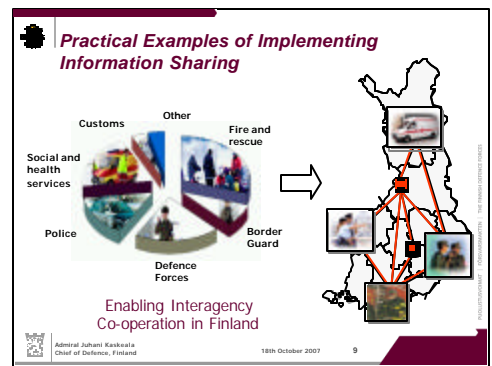 Practical Examples of Implementing
Information Sharing
Customs
Other
Fire and
rescue
Social and
health
services
Police
Border
Guard
Defence
Forces
Enabling Interagency
Co-operation in Finland
Admiral Juhani Kaskeala
Chief of Defence, Finland
18th October 2007
9